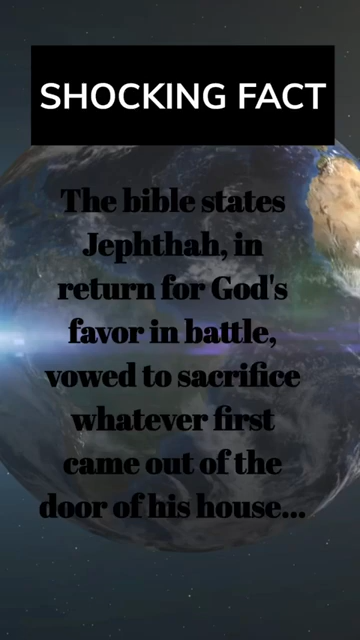 SHOCKING FACT
The bible states
Jephthah, in
return for God's
favor in battle,
vowed to sacrifice
whatever first
came out of the
door of his house...